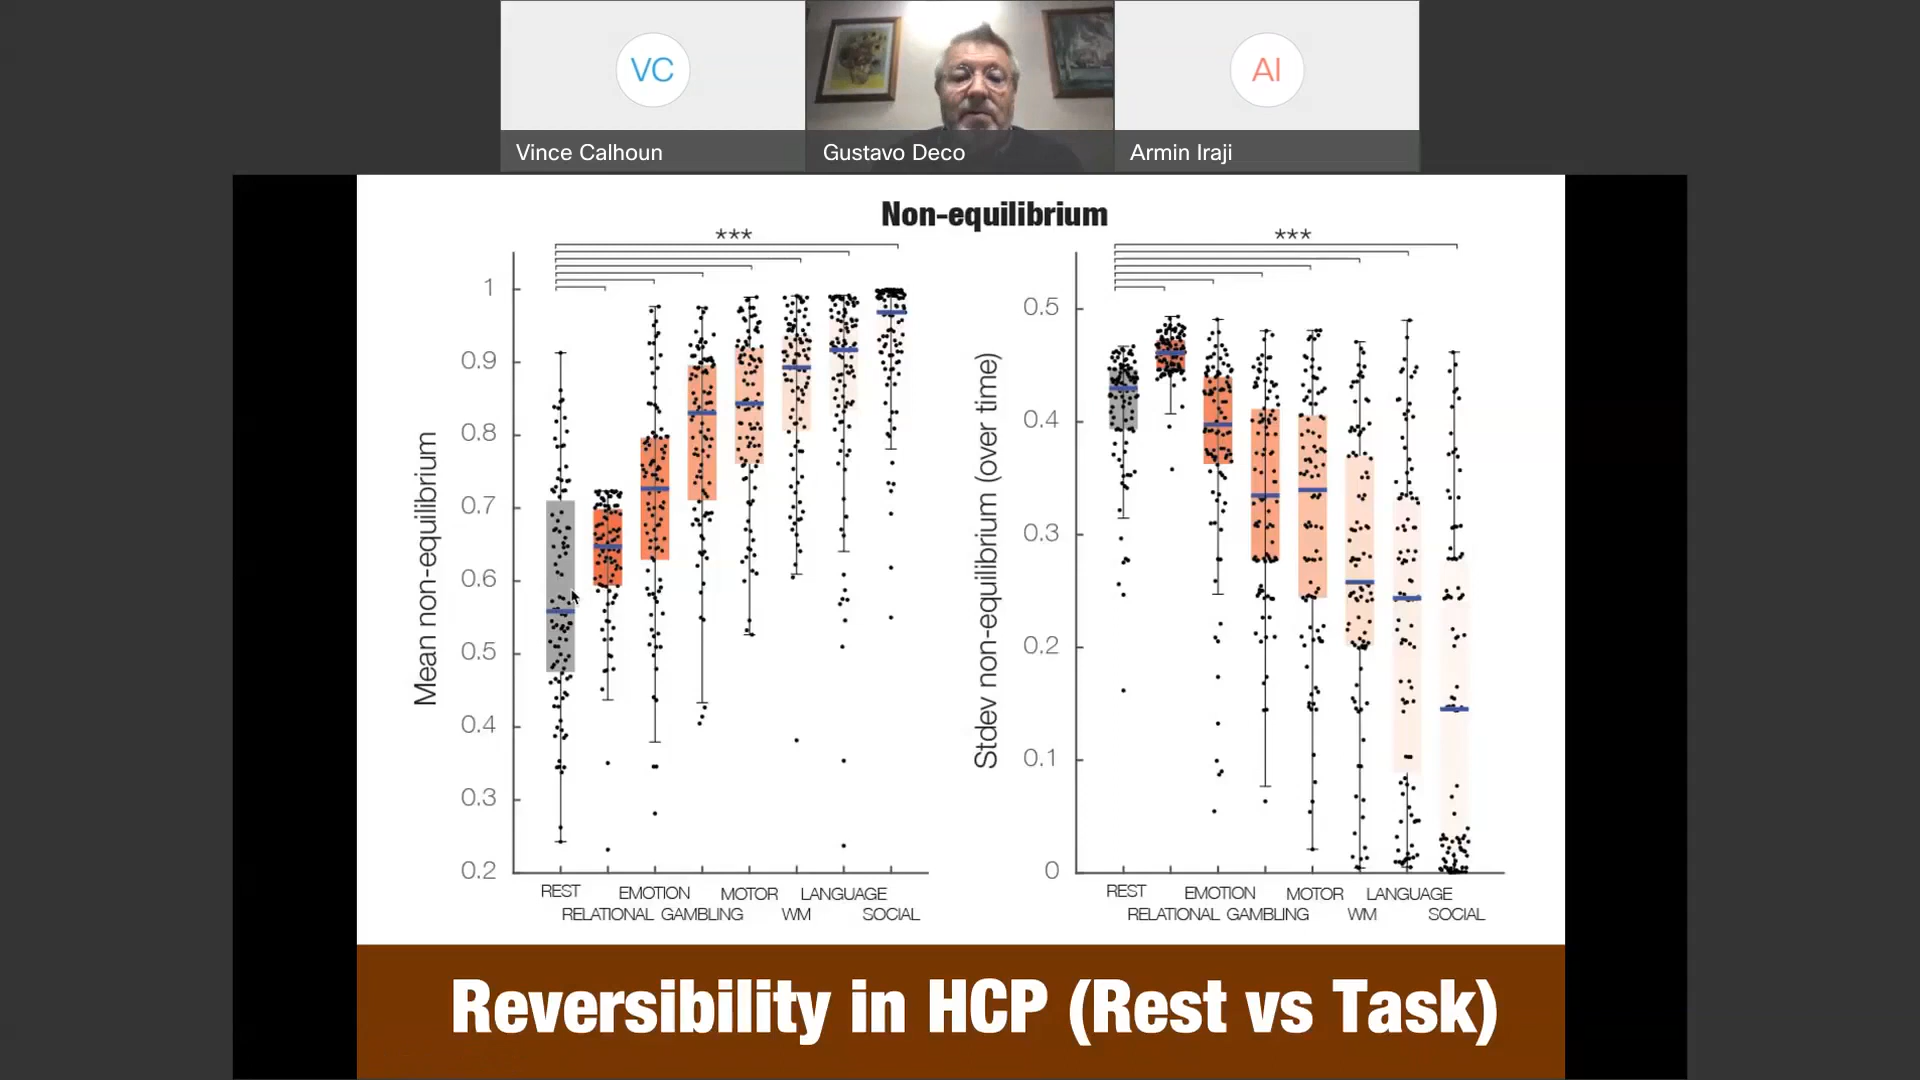 VC
AI
Vince Calhoun
Gustavo Deco
Armin Iraji
Non-equilibrium
***
Mean non-equilibrium
1
0.9
0.8
0.7
0.6
0.5
0.4
0.3
0.2
REST
EMOTION
MOTOR
LANGUAGE
RELATIONAL
GAMBLING
WM
SOCIAL
***
Stdev non-equilibrium (over time)
0.5
0.4
0.3
0.2
0.1
0
REST
EMOTION
MOTOR
LANGUAGE
RELATIONAL
GAMBLING
WM
SOCIAL
Reversibility in HCP (Rest vs Task)